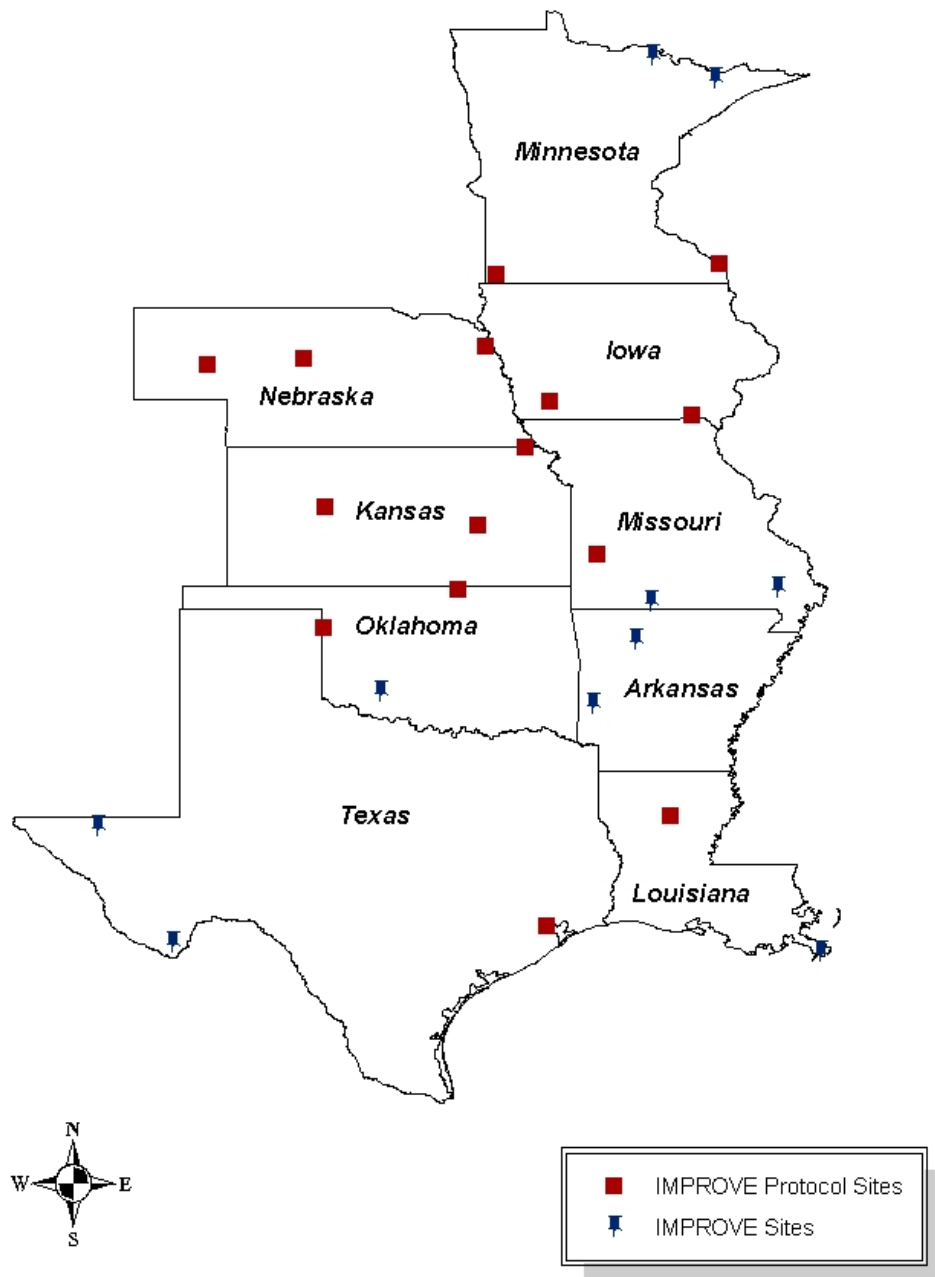 Minnesota
Iowa
Nebraska
Kansas
Missouri
Oklahoma
Arkansas
Texas
Louisiana
N
W E
S
IMPROVE Protocol Sites
IMPROVE Sites